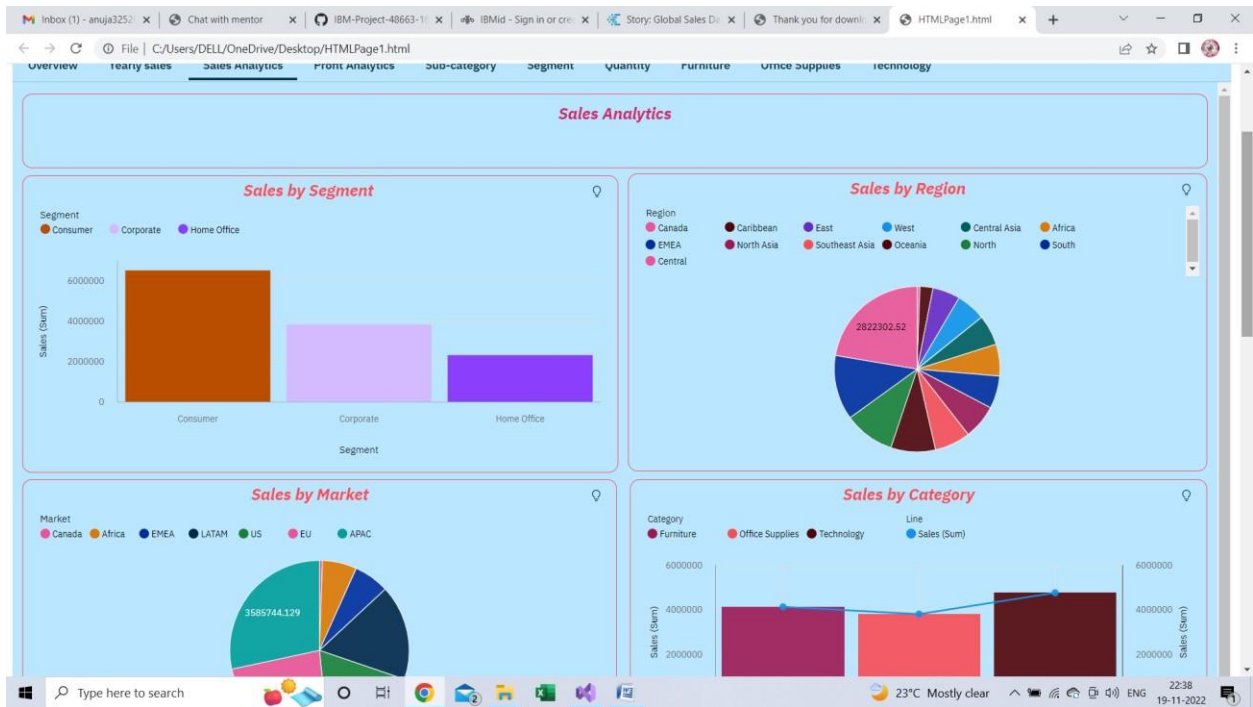 Inbox (1) - anuja3252 Chat with mentor IBM-Project-48663-1 IBMid - Sign in or cre Story: Global Sales Da Thank you for downlo HTMLPage1.html
File | C:/Users/DELL/OneDrive/Desktop/HTMLPage1.html
Overview Yearly sales Sales Analytics Profit Analytics Sub-category Segment Quantity Furniture Office Supplies Technology
Sales Analytics
Sales by Segment
Segment
Consumer Corporate Home Office
6000000
4000000
2000000
0
Sales (Sum)
Consumer Corporate Home Office
Segment
Sales by Region
Region
Canada Caribbean East West Central Asia Africa
EMEA North Asia Southeast Asia Oceania North South
Central
2822302.52
Sales by Market
Market
Canada Africa EMEA LATAM US EU APAC
3585744.129
Sales by Category
Category Line
Furniture Office Supplies Technology Sales (Sum)
6000000 6000000
4000000 4000000
2000000 2000000
Sales (Sum) Sales (Sum)
Type here to search
2
23°C Mostly clear ENG 22:38
19-11-2022
1